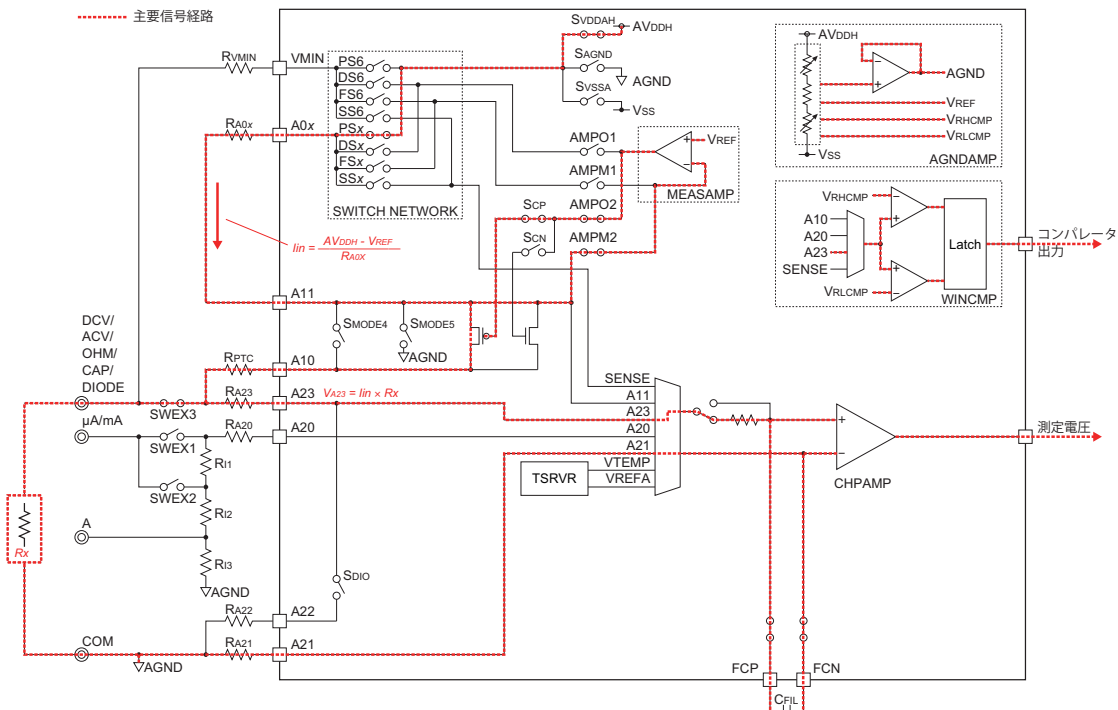 主要信号経路
SVDDAH
AVDDH
RVMIN
VMIN
PS6
DS6
FS6
SS6
SAGND
AGND
SVSSA
VSS
RA0X
A0x
PSx
DSx
FSx
SSx
SWITCH NETWORK
AMPO1
AMPM1
AMPO2
AMPM2
VREF
MEASAMP
SCP
SCN
AVDDH
AGND
VREF
VRHCMP
VRLCMP
VSS
AGNDAMP
VRHCMP
A10
A20
A23
SENSE
VRLCMP
Latch
WINCMP
コンパレータ
出力
Iin = AVDDH - VREF
RA0X
A11
SMODE4
SMODE5
AGND
DCV/
ACV/
OHM/
CAP/
DIODE
RPTC
A10
RA23
A23
VA23 = Iin × Rx
SWEX3
µA/mA
RA20
A20
SWEX1
RI1
SWEX2
RI2
A
RI3
AGND
Rx
SENSE
A11
A23
A20
A21
VTEMP
VREFA
TSRVR
+
−
CHPAMP
測定電圧
SDIO
RA22
A22
COM
AGND
RA21
A21
FCP
FCN
CFIL